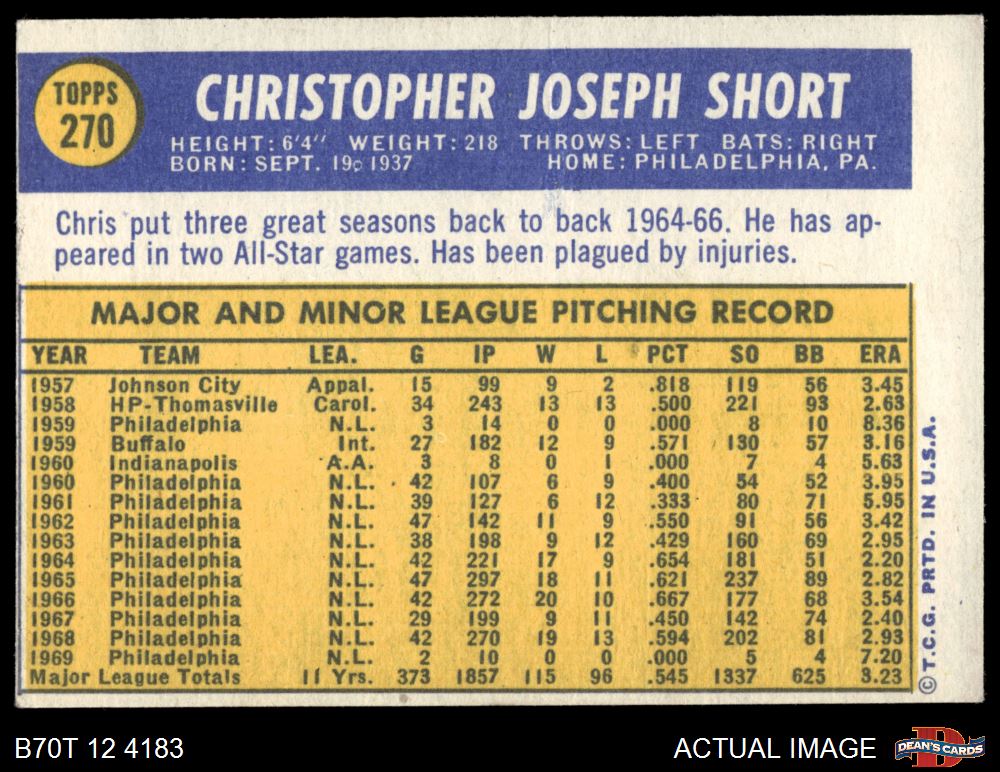 TOPPS
270
CHRISTOPHER JOSEPH SHORT
HEIGHT: 6'4" WEIGHT: 218 THROWS: LEFT BATS: RIGHT
BORN: SEPT. 19, 1937 HOME: PHILADELPHIA, PA.
Chris put three great seasons back to back 1964-66. He has ap-
peared in two All-Star games. Has been plagued by injuries.
MAJOR AND MINOR LEAGUE PITCHING RECORD
YEAR TEAM LEA. G IP W L PCT SO BB ERA
1957 Johnson City Appal. 15 99 9 2 .818 119 56 3.45
1958 HP-Thomasville Carol. 34 243 13 13 .500 221 93 2.63
1959 Philadelphia N.L. 3 14 0 0 .000 8 10 8.36
1959 Buffalo Int. 27 182 12 9 .571 130 57 3.16
1960 Indianapolis A.A. 3 8 0 1 .000 7 4 5.63
1960 Philadelphia N.L. 42 107 6 9 .400 54 52 3.95
1961 Philadelphia N.L. 39 127 6 12 .333 80 71 5.95
1962 Philadelphia N.L. 47 142 11 9 .550 91 56 3.42
1963 Philadelphia N.L. 38 198 9 12 .429 160 69 2.95
1964 Philadelphia N.L. 42 221 17 9 .654 181 51 2.20
1965 Philadelphia N.L. 47 297 18 11 .621 237 89 2.82
1966 Philadelphia N.L. 42 272 20 10 .667 177 68 3.54
1967 Philadelphia N.L. 29 199 9 11 .450 142 74 2.40
1968 Philadelphia N.L. 42 270 19 13 .594 202 81 2.93
1969 Philadelphia N.L. 2 10 0 0 .000 5 4 7.20
Major League Totals 11 Yrs. 373 1857 115 96 .545 1337 625 3.23
© T.C.G. PRTD. IN U.S.A.
B70T 12 4183
ACTUAL IMAGE
DEAN'S CARDS